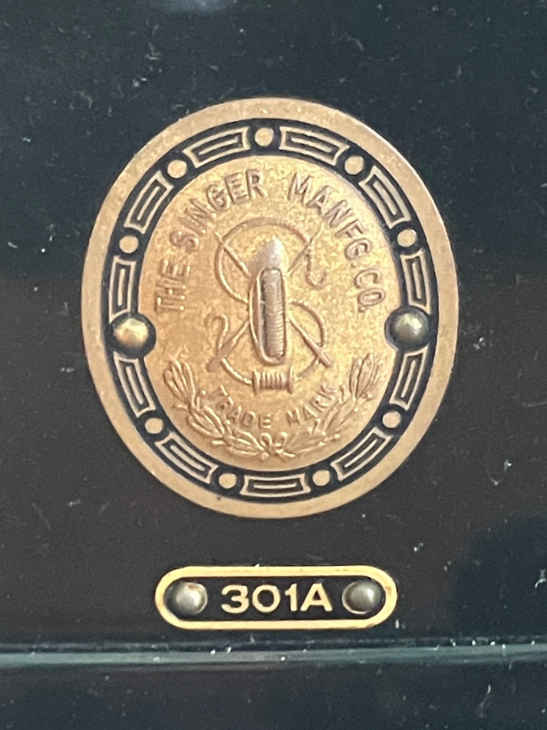 THE SINGER MANFG. CO.
TRADE MARK
301A